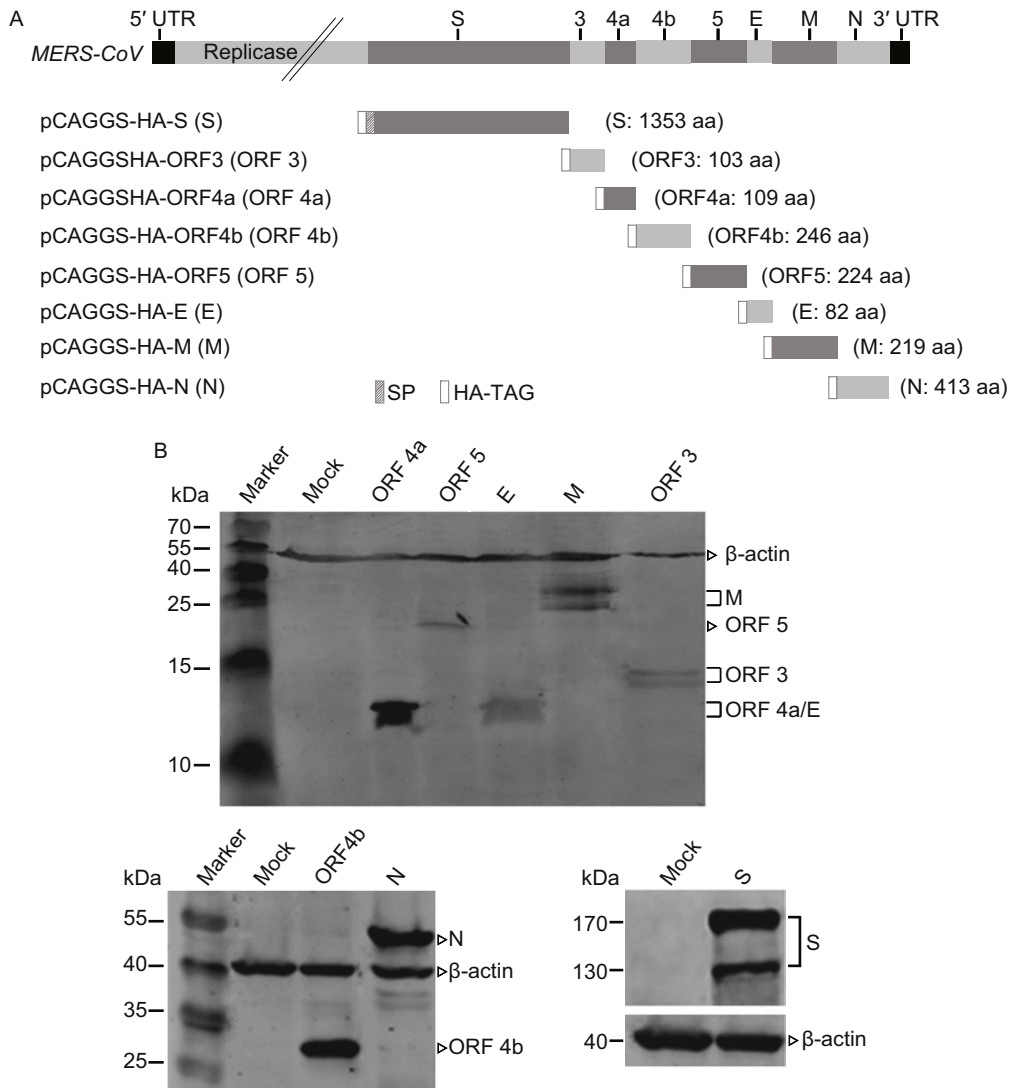 A
5′ UTR S 3 4a 4b 5 E M N 3′ UTR
MERS-CoV Replicase
pCAGGS-HA-S (S) (S: 1353 aa)
pCAGGSHA-ORF3 (ORF 3) (ORF3: 103 aa)
pCAGGSHA-ORF4a (ORF 4a) (ORF4a: 109 aa)
pCAGGS-HA-ORF4b (ORF 4b) (ORF4b: 246 aa)
pCAGGS-HA-ORF5 (ORF 5) (ORF5: 224 aa)
pCAGGS-HA-E (E) (E: 82 aa)
pCAGGS-HA-M (M) (M: 219 aa)
pCAGGS-HA-N (N) (N: 413 aa)
SP HA-TAG
B
kDa Marker Mock ORF 4a ORF 5 E M ORF 3
70
55 β-actin
40
M
25
ORF 5
15 ORF 3
ORF 4a/E
10
kDa Marker Mock ORF4b N
55
N
40 β-actin
35
25 ORF 4b
kDa Mock S
170
S
130
40 β-actin